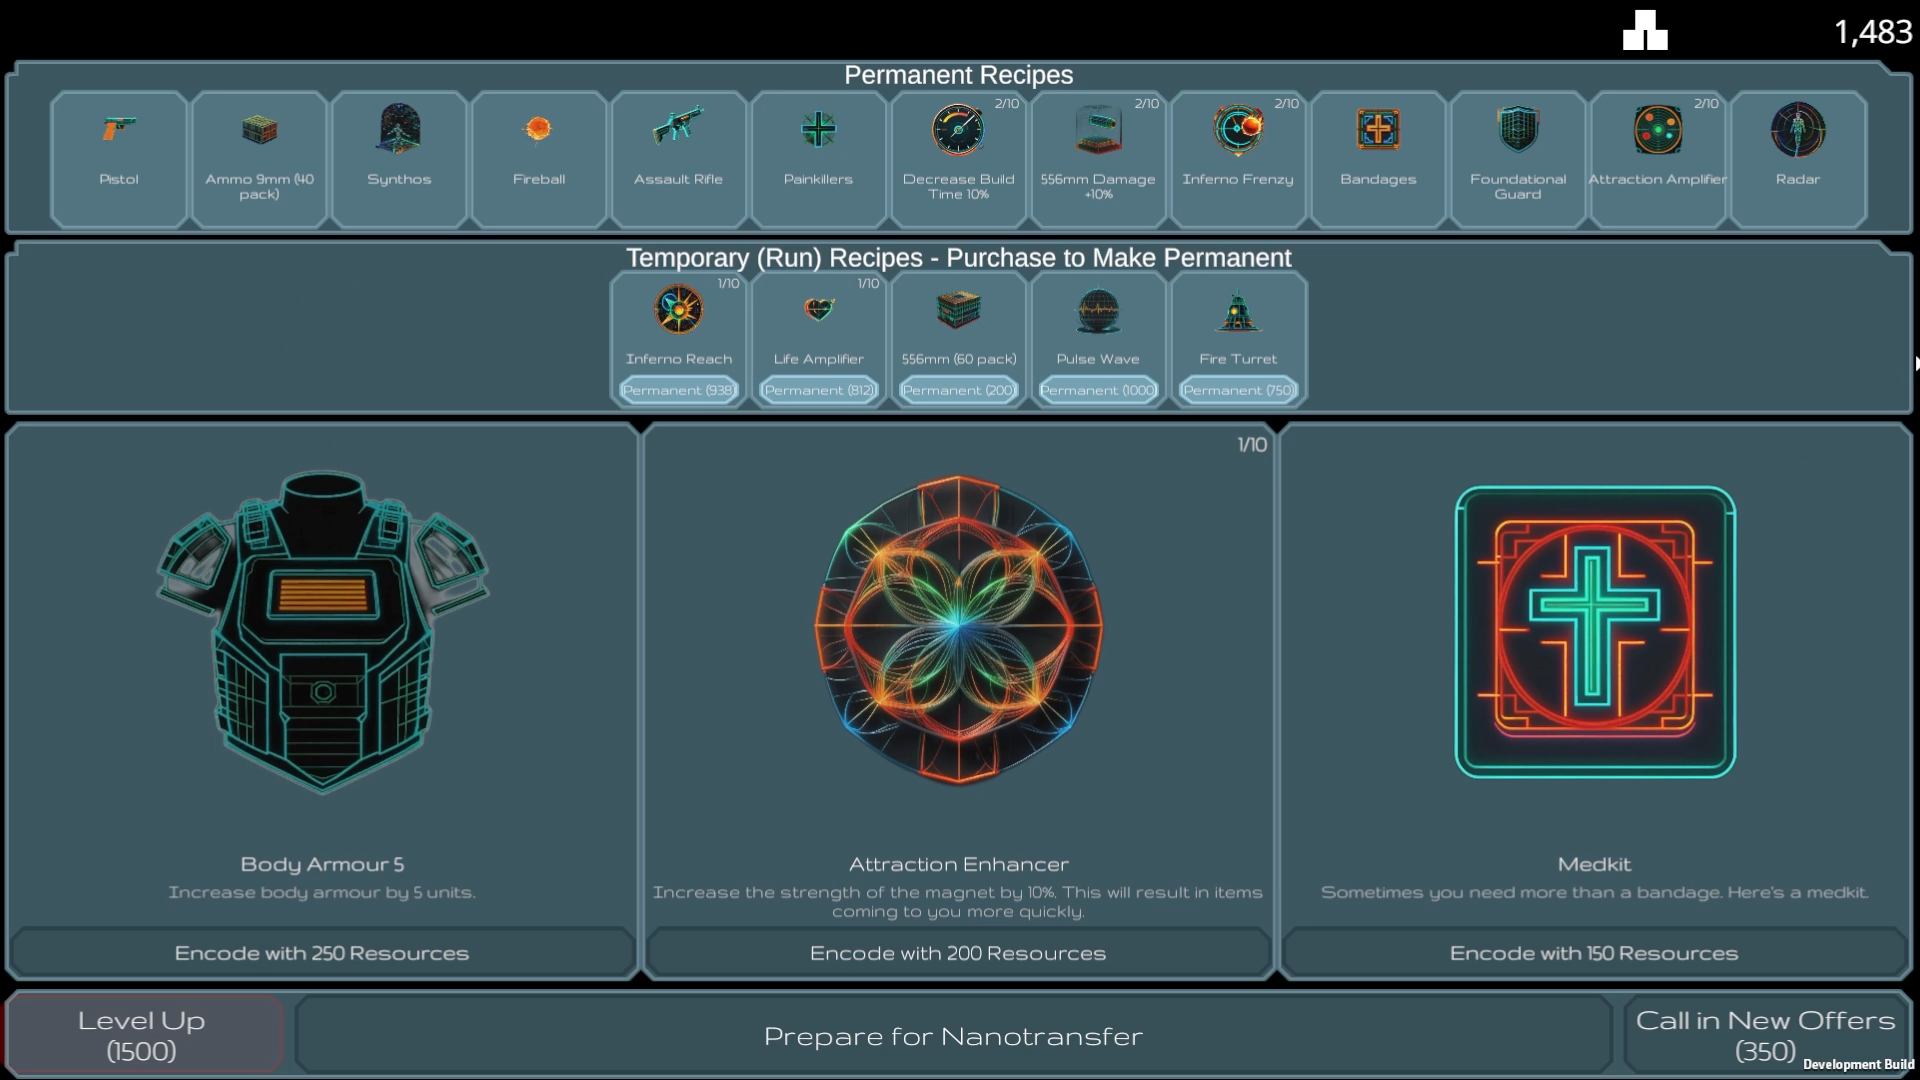 1,483
Permanent Recipes
2/10
2/10
2/10
2/10
Pistol
Ammo 9mm (40
pack)
Synthos
Fireball
Assault Rifle
Painkillers
Decrease Build
Time 10%
556mm Damage
+10%
Inferno Frenzy
Bandages
Foundational
Guard
Attraction Amplifier
Radar
Temporary (Run) Recipes - Purchase to Make Permanent
1/10
1/10
Inferno Reach
Life Amplifier
556mm (60 pack)
Pulse Wave
Fire Turret
Permanent (938)
Permanent (812)
Permanent (200)
Permanent (1000)
Permanent (750)
1/10
Body Armour 5
Increase body armour by 5 units.
Encode with 250 Resources
Attraction Enhancer
Increase the strength of the magnet by 10%. This will result in items
coming to you more quickly.
Encode with 200 Resources
Medkit
Sometimes you need more than a bandage. Here's a medkit.
Encode with 150 Resources
Level Up
(1500)
Prepare for Nanotransfer
Call in New Offers
(350)
Development Build